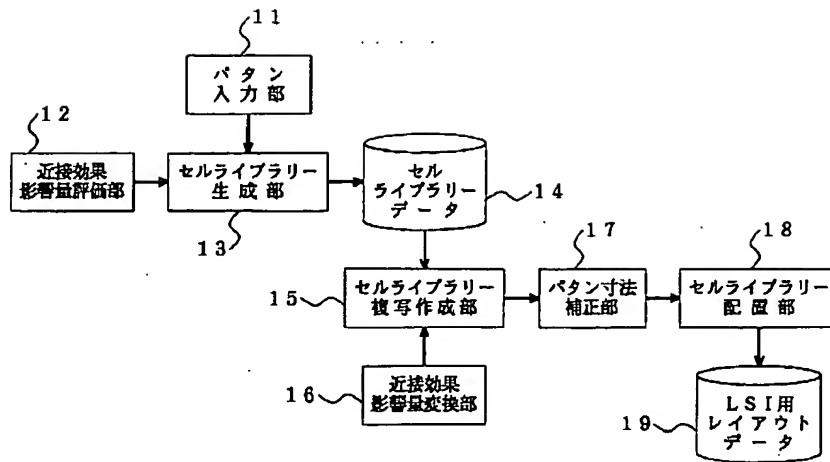 11
パタン
入力部
12
近接効果
影響量評価部
セルライブラリー
生成部
13
セル
ライブラリー
データ
14
15
セルライブラリー
複写作成部
17
パタン寸法
補正部
18
セルライブラリー
配置部
16
近接効果
影響量変換部
19
LSI用
レイアウト
データ